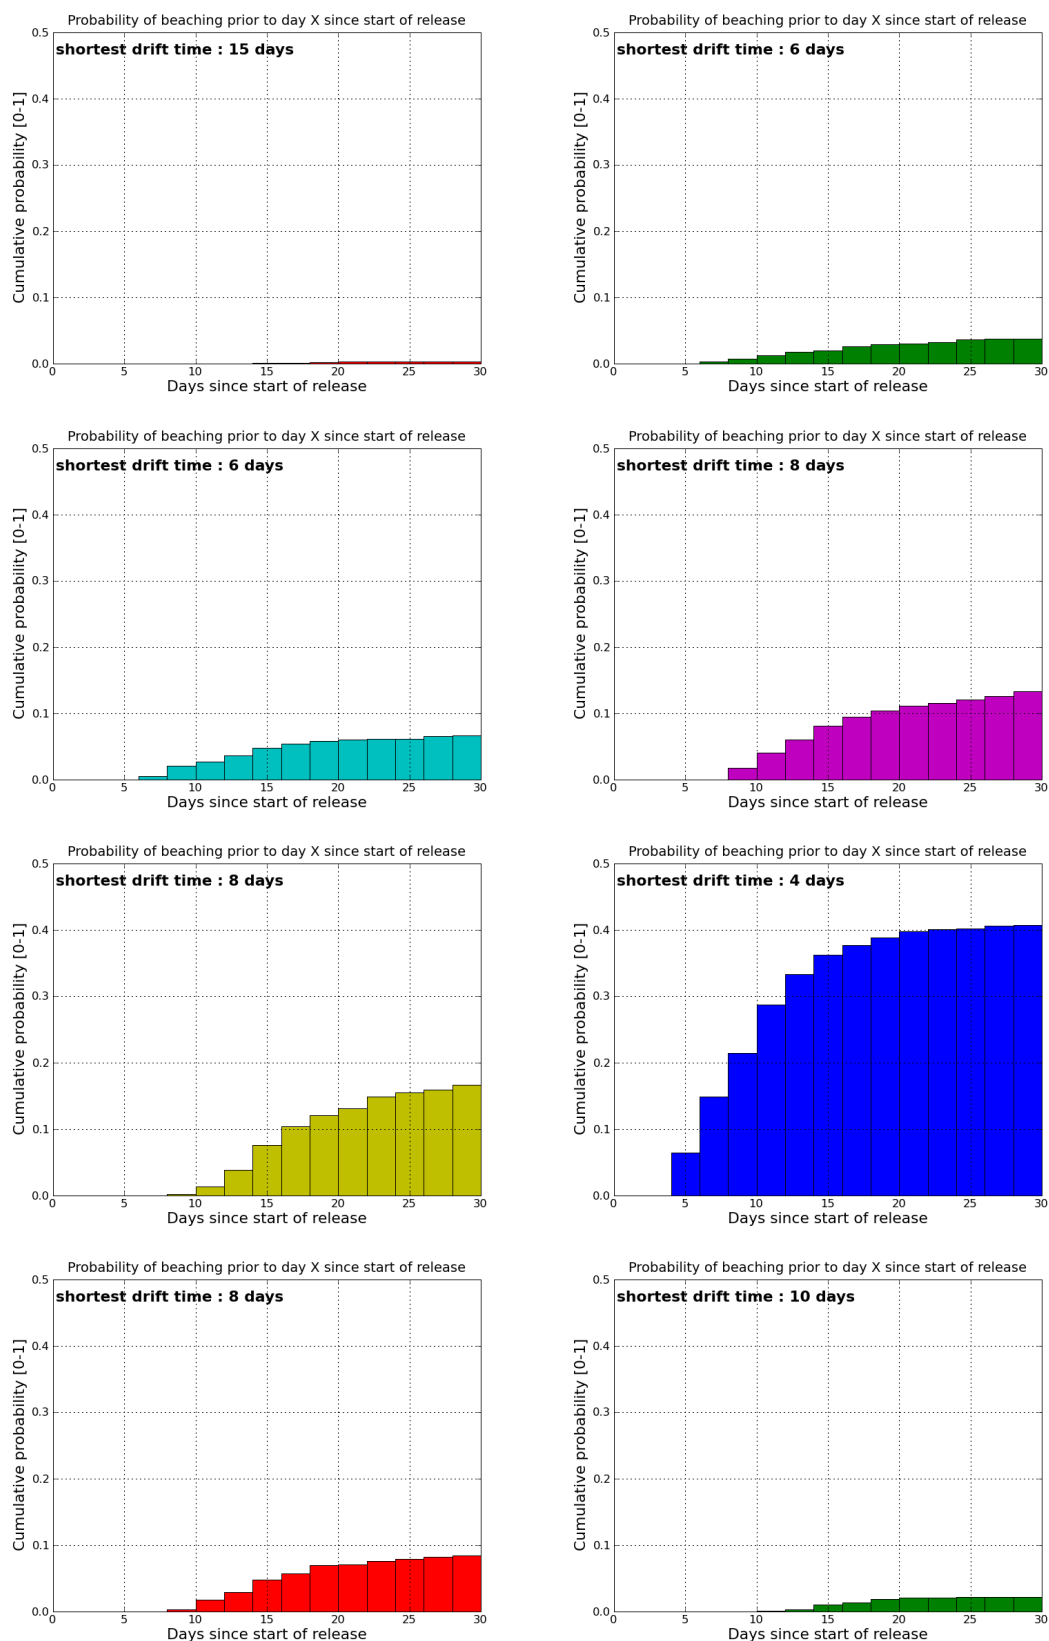 Probability of beaching prior to day X since start of release
shortest drift time : 15 days
Cumulative probability [0-1]
0.5
0.4
0.3
0.2
0.1
0.0
0 5 10 15 20 25 30
Days since start of release
Probability of beaching prior to day X since start of release
shortest drift time : 6 days
Cumulative probability [0-1]
0.5
0.4
0.3
0.2
0.1
0.0
0 5 10 15 20 25 30
Days since start of release
Probability of beaching prior to day X since start of release
shortest drift time : 6 days
Cumulative probability [0-1]
0.5
0.4
0.3
0.2
0.1
0.0
0 5 10 15 20 25 30
Days since start of release
Probability of beaching prior to day X since start of release
shortest drift time : 8 days
Cumulative probability [0-1]
0.5
0.4
0.3
0.2
0.1
0.0
0 5 10 15 20 25 30
Days since start of release
Probability of beaching prior to day X since start of release
shortest drift time : 8 days
Cumulative probability [0-1]
0.5
0.4
0.3
0.2
0.1
0.0
0 5 10 15 20 25 30
Days since start of release
Probability of beaching prior to day X since start of release
shortest drift time : 4 days
Cumulative probability [0-1]
0.5
0.4
0.3
0.2
0.1
0.0
0 5 10 15 20 25 30
Days since start of release
Probability of beaching prior to day X since start of release
shortest drift time : 8 days
Cumulative probability [0-1]
0.5
0.4
0.3
0.2
0.1
0.0
0 5 10 15 20 25 30
Days since start of release
Probability of beaching prior to day X since start of release
shortest drift time : 10 days
Cumulative probability [0-1]
0.5
0.4
0.3
0.2
0.1
0.0
0 5 10 15 20 25 30
Days since start of release